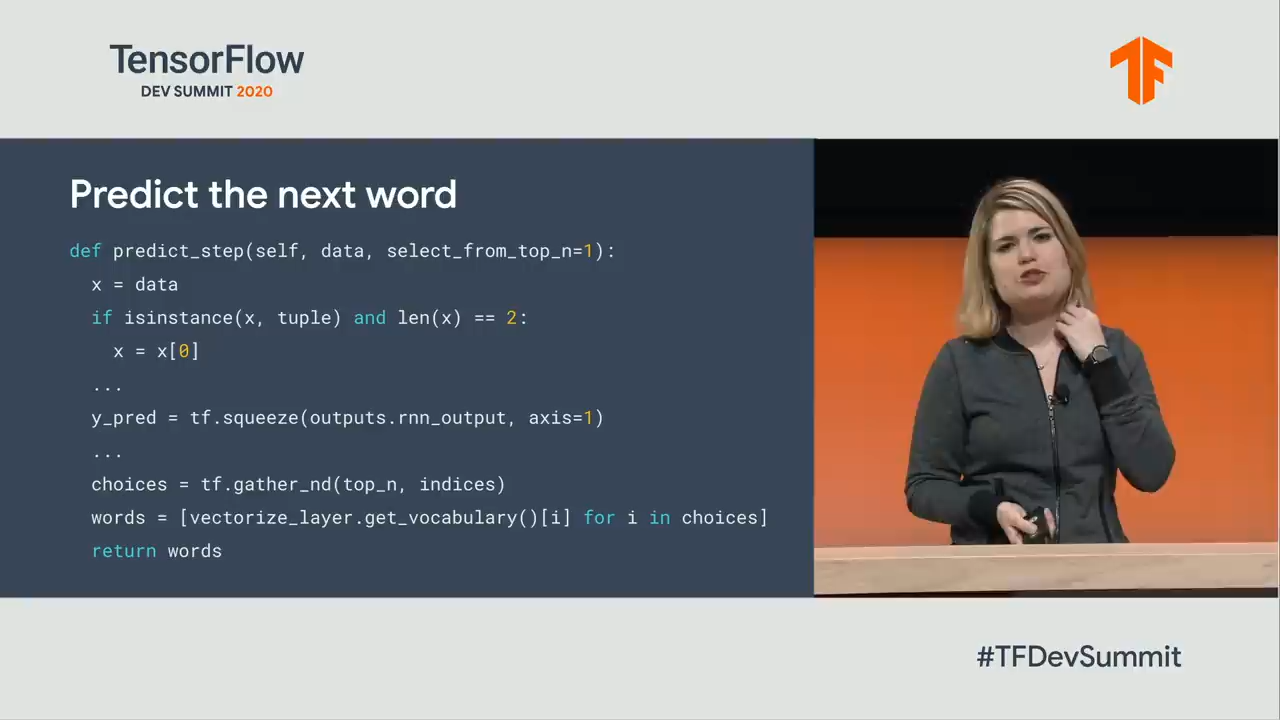 TensorFlow
DEV SUMMIT 2020
Predict the next word
def predict_step(self, data, select_from_top_n=1):
  x = data
  if isinstance(x, tuple) and len(x) == 2:
    x = x[0]
  ...
  y_pred = tf.squeeze(outputs.rnn_output, axis=1)
  ...
  choices = tf.gather_nd(top_n, indices)
  words = [vectorize_layer.get_vocabulary()[i] for i in choices]
  return words
#TFDevSummit